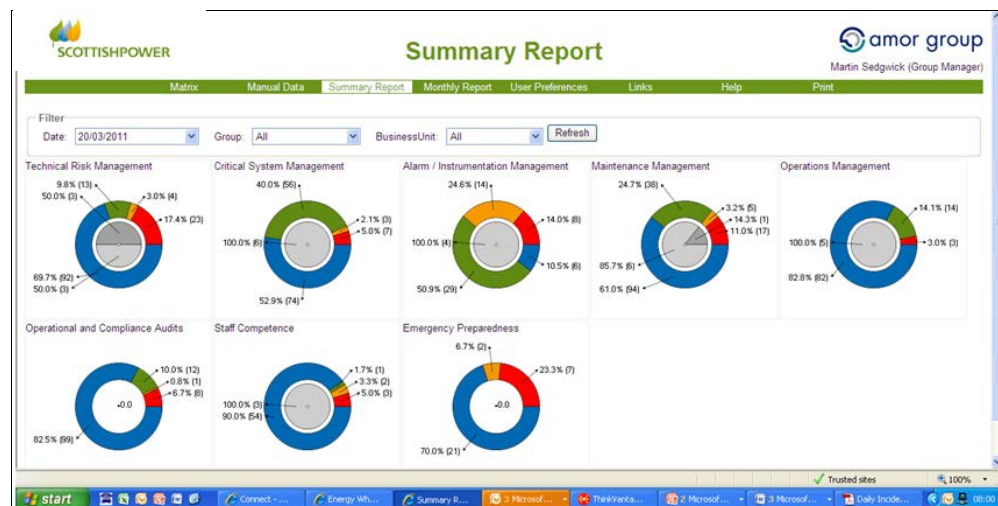 SCOTTISHPOWER
Summary Report
amor group
Martin Sedgwick (Group Manager)
Matrix Manual Data Summary Report Monthly Report User Preferences Links Help Print
Filter
Date: 20/03/2011 Group: All BusinessUnit: All Refresh
Technical Risk Management
9.8% (13)
50.0% (3)
3.0% (4)
17.4% (23)
69.7% (92)
50.0% (3)
Critical System Management
40.0% (56)
2.1% (3)
5.0% (7)
100.0% (6)
52.9% (74)
Alarm / Instrumentation Management
24.6% (14)
14.0% (8)
100.0% (4)
10.5% (6)
50.9% (29)
Maintenance Management
24.7% (38)
3.2% (5)
14.3% (1)
11.0% (17)
85.7% (6)
61.0% (94)
Operations Management
14.1% (14)
100.0% (5)
3.0% (3)
82.8% (82)
Operational and Compliance Audits
10.0% (12)
0.8% (1)
6.7% (8)
0.0
82.5% (99)
Staff Competence
1.7% (1)
3.3% (2)
5.0% (3)
100.0% (3)
90.0% (54)
Emergency Preparedness
6.7% (2)
23.3% (7)
0.0
70.0% (21)
Trusted sites 100%
start Connect - ... Energy Wh... Summary R... 3 Microsof... ThinkVanta... 2 Microsof... 3 Microsof... Daily Incide... 08:00